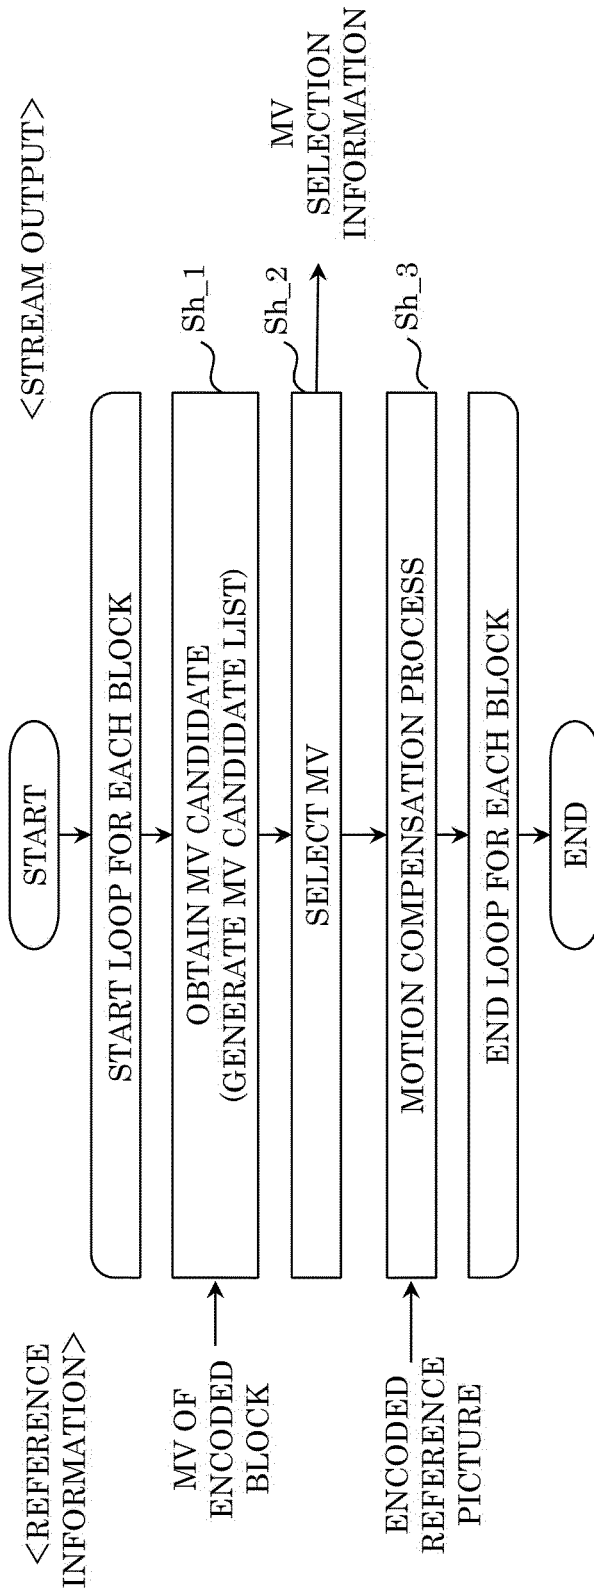 <REFERENCE
INFORMATION>
<STREAM OUTPUT>
START
START LOOP FOR EACH BLOCK
MV OF
ENCODED
BLOCK
OBTAIN MV CANDIDATE
(GENERATE MV CANDIDATE LIST)
Sh_1
SELECT MV
Sh_2
MV
SELECTION
INFORMATION
ENCODED
REFERENCE
PICTURE
MOTION COMPENSATION PROCESS
Sh_3
END LOOP FOR EACH BLOCK
END